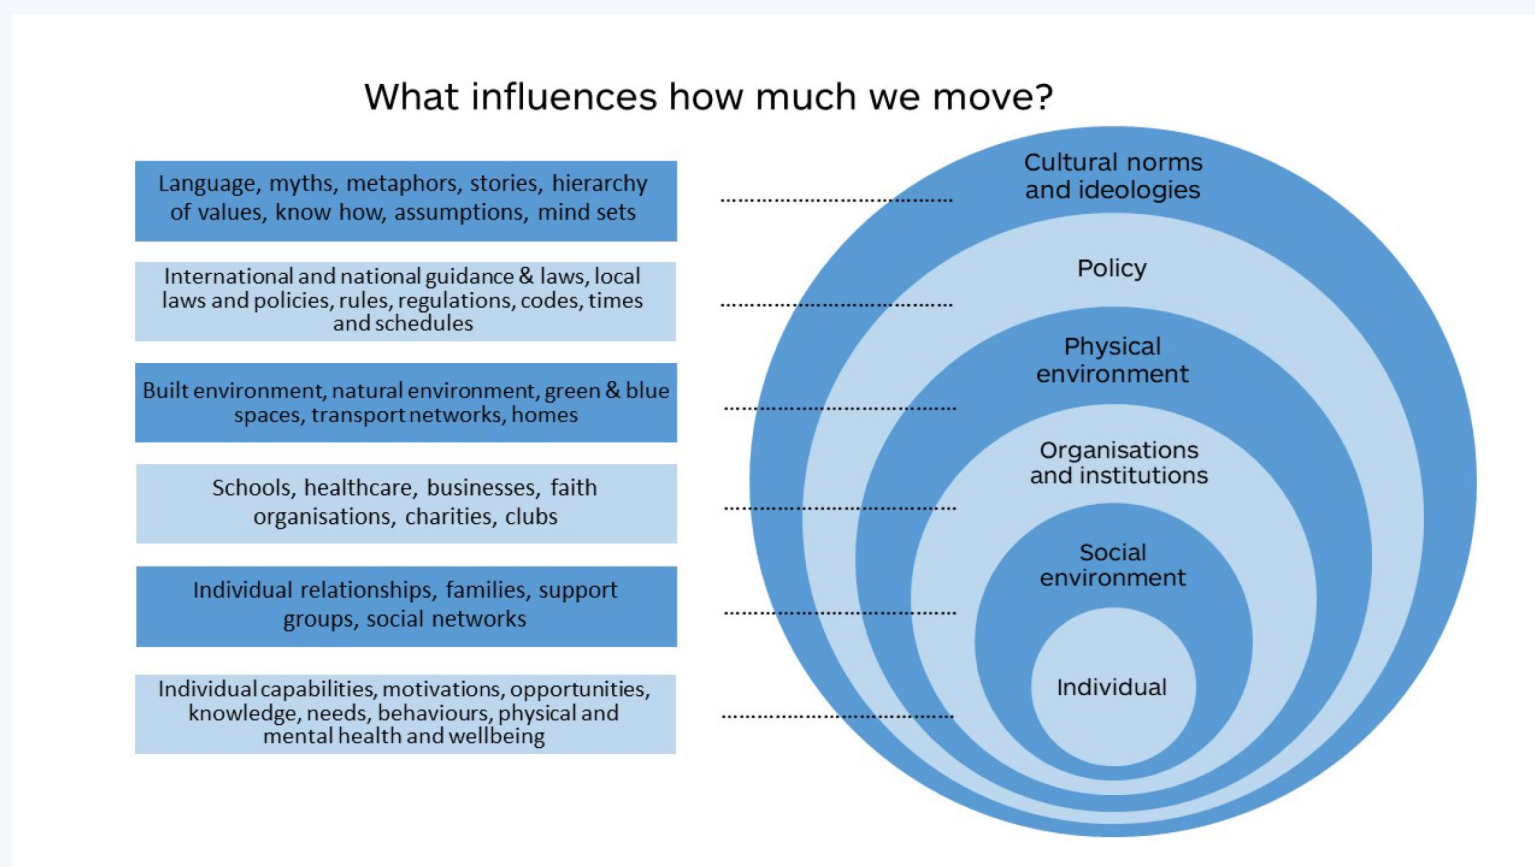 What influences how much we move?
Language, myths, metaphors, stories, hierarchy
of values, know how, assumptions, mind sets
International and national guidance & laws, local
laws and policies, rules, regulations, codes, times
and schedules
Built environment, natural environment, green & blue
spaces, transport networks, homes
Schools, healthcare, businesses, faith
organisations, charities, clubs
Individual relationships, families, support
groups, social networks
Individual capabilities, motivations, opportunities,
knowledge, needs, behaviours, physical and
mental health and wellbeing
Cultural norms
and ideologies
Policy
Physical
environment
Organisations
and institutions
Social
environment
Individual